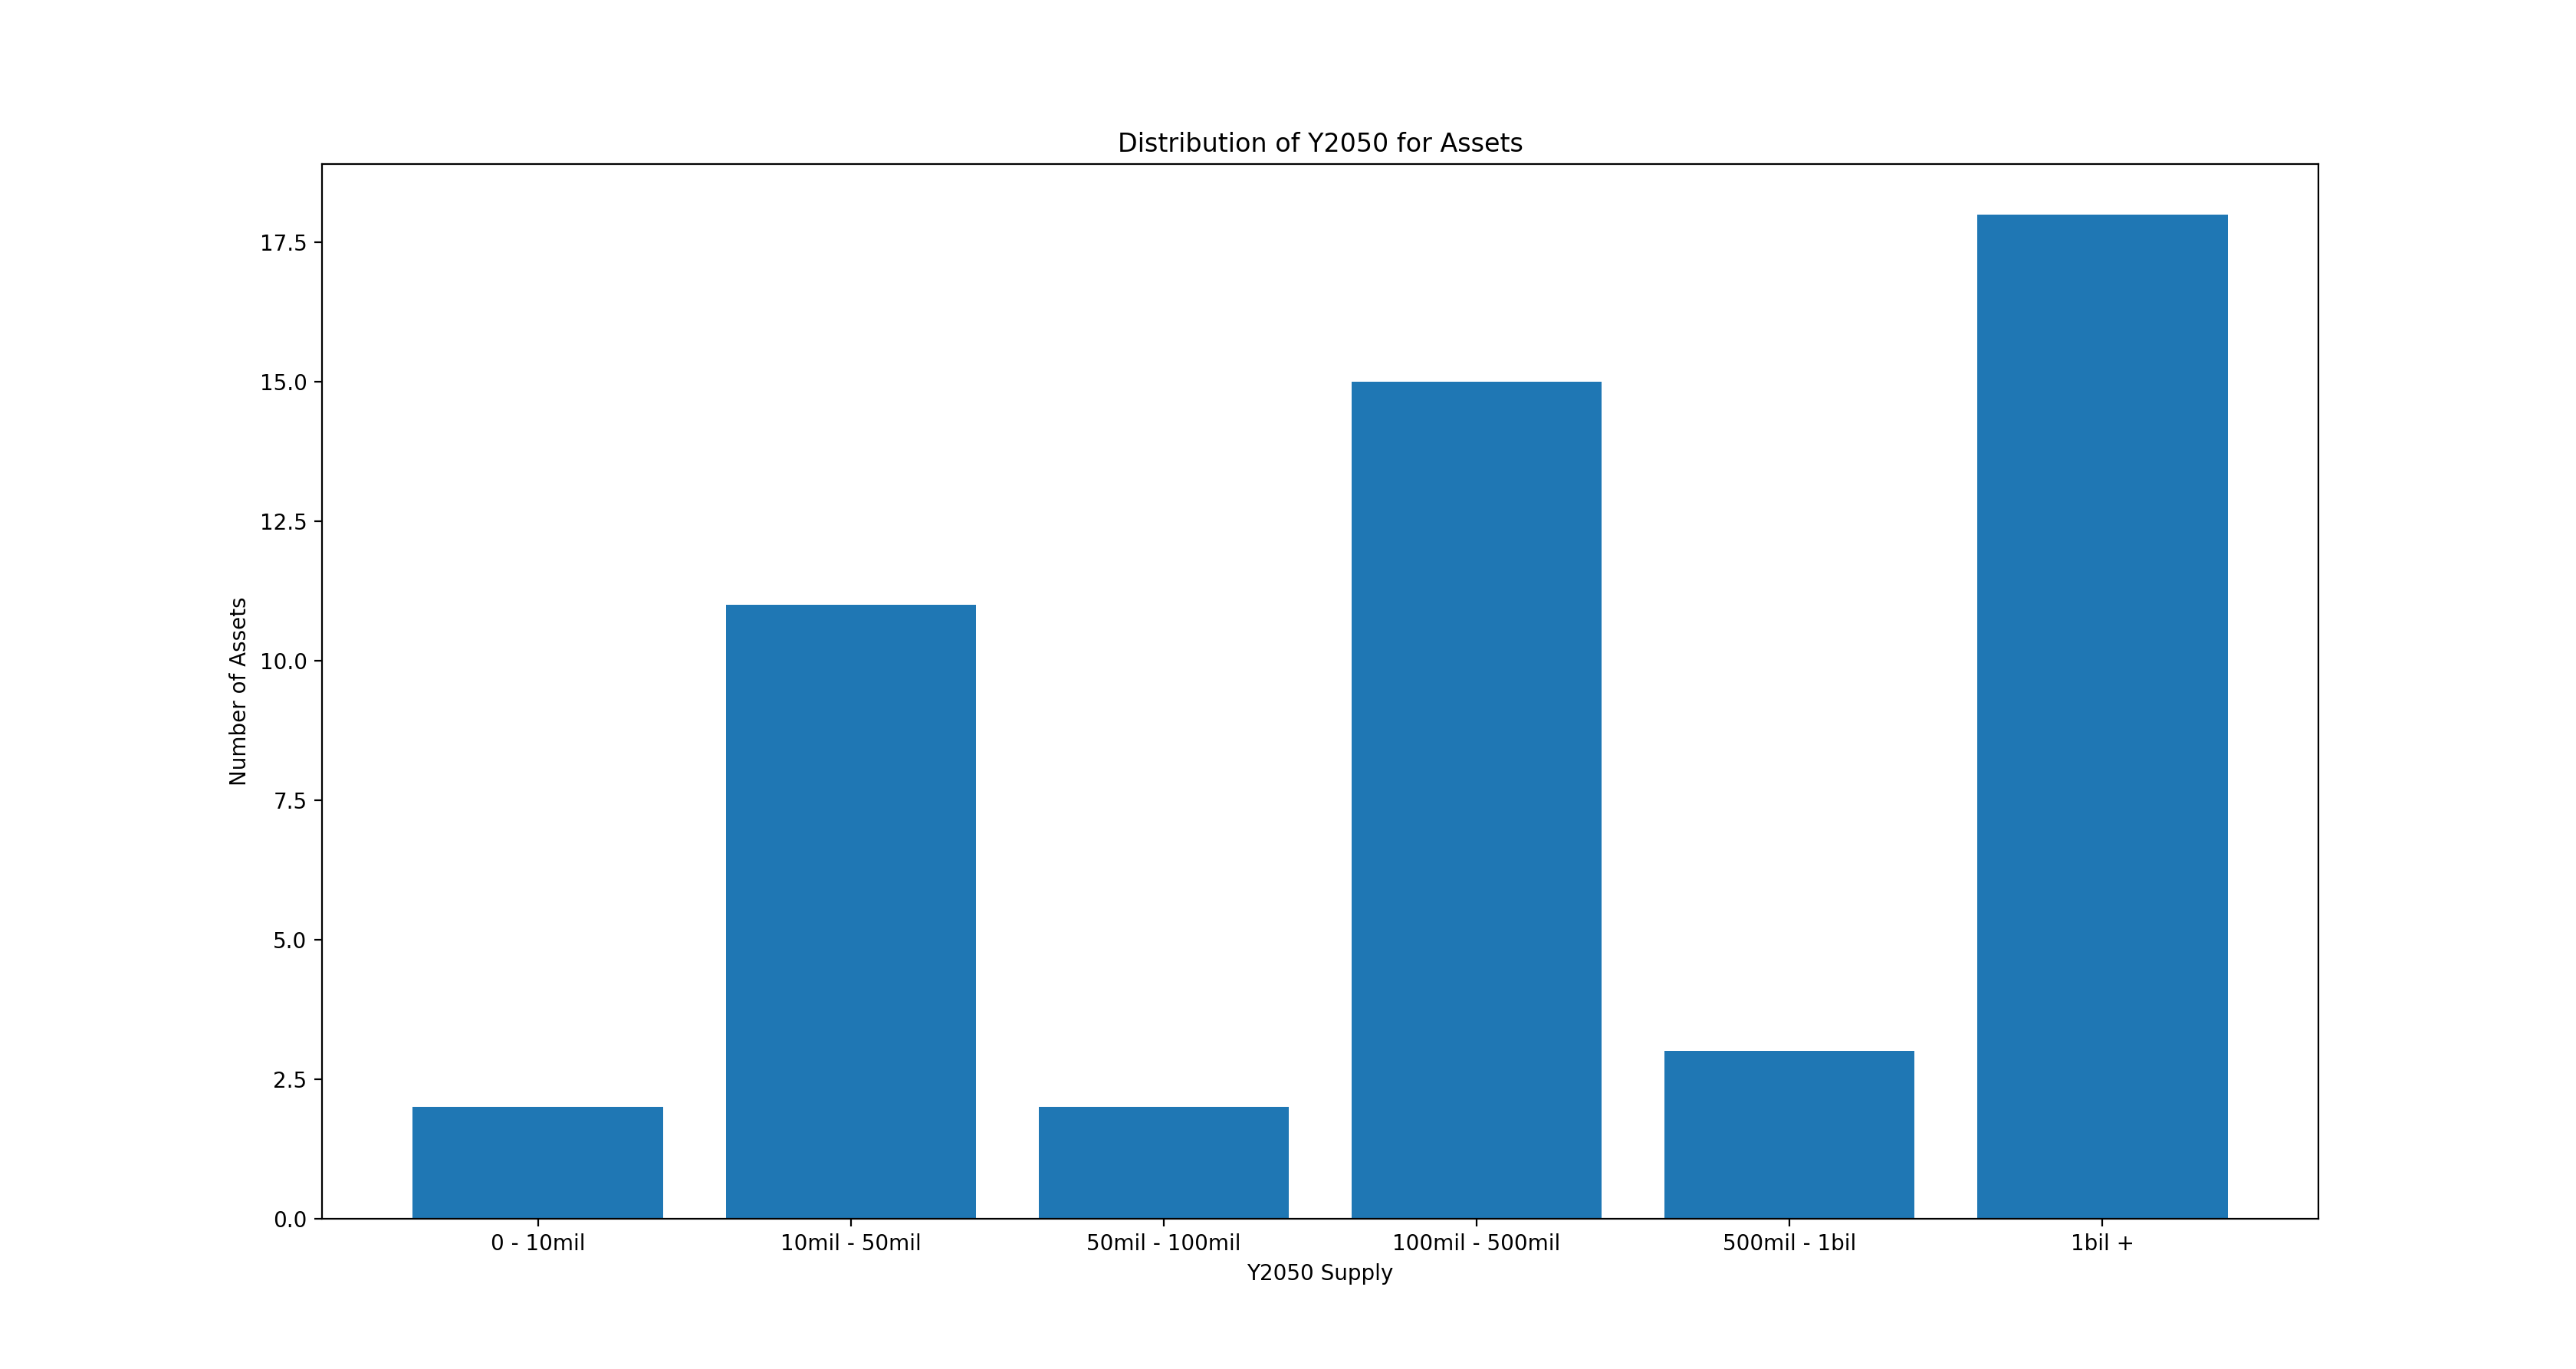 Distribution of Y2050 for Assets
17.5
15.0
12.5
10.0
7.5
5.0
2.5
0.0
Number of Assets
0 - 10mil
10mil - 50mil
50mil - 100mil
100mil - 500mil
500mil - 1bil
1bil +
Y2050 Supply